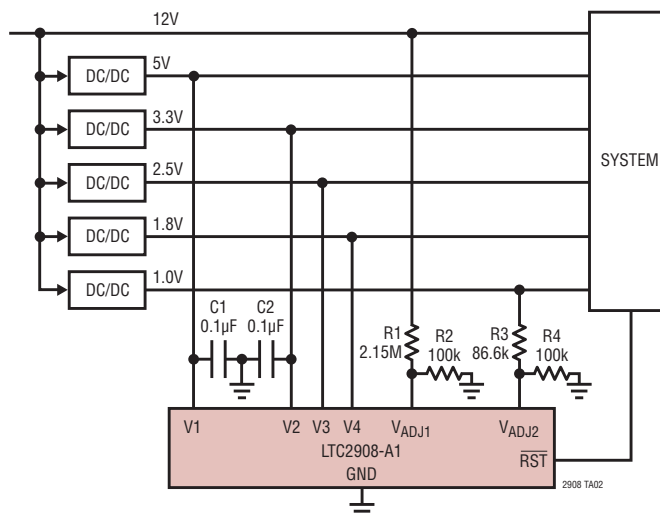 12V
5V
DC/DC
3.3V
DC/DC
2.5V
DC/DC
SYSTEM
1.8V
DC/DC
1.0V
DC/DC
C1
0.1µF
C2
0.1µF
R1
2.15M
R2
100k
R3
86.6k
R4
100k
V1
V2
V3
V4
VADJ1
VADJ2
LTC2908-A1
RST
GND
2908 TA02